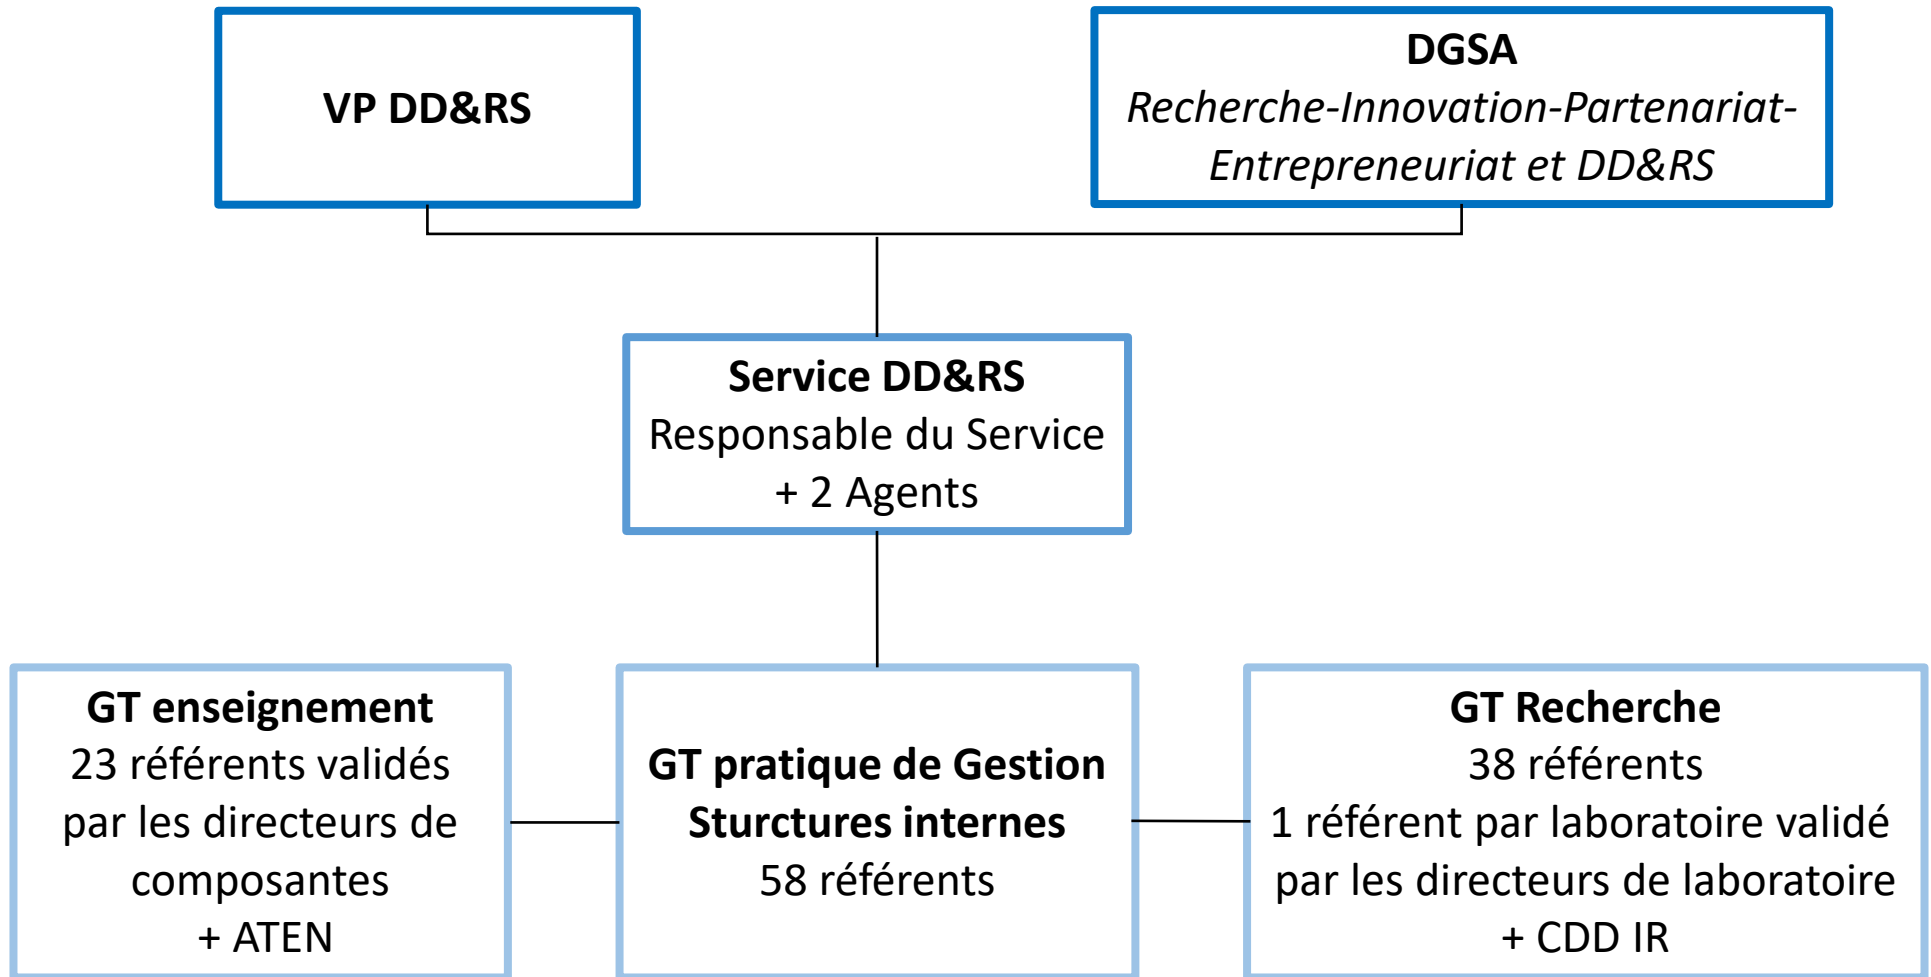 VP DD&RS
DGSA
Recherche-Innovation-Partenariat-
Entrepreneuriat et DD&RS
Service DD&RS
Responsable du Service
+ 2 Agents
GT enseignement
23 référents validés
par les directeurs de
composantes
+ ATEN
GT pratique de Gestion
Sturctures internes
58 référents
GT Recherche
38 référents
1 référent par laboratoire validé
par les directeurs de laboratoire
+ CDD IR